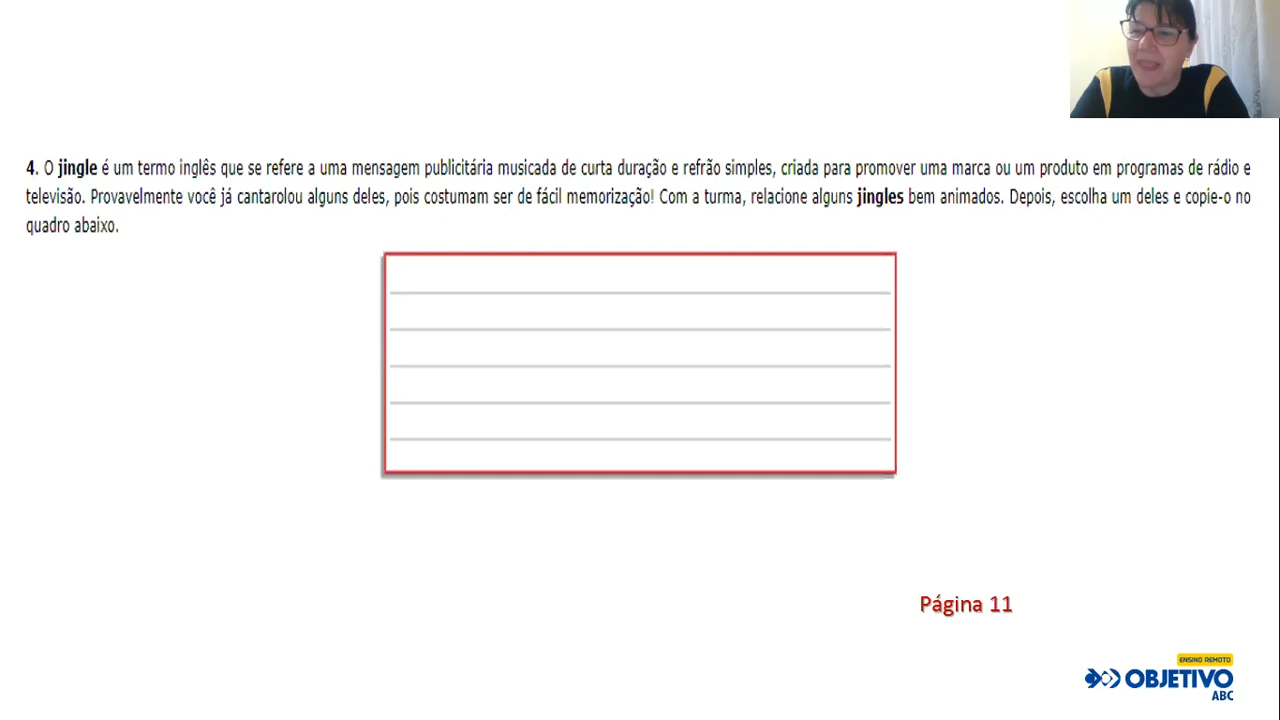 4. O jingle é um termo inglês que se refere a uma mensagem publicitária musicada de curta duração e refrão simples, criada para promover uma marca ou um produto em programas de rádio e
televisão. Provavelmente você já cantarolou alguns deles, pois costumam ser de fácil memorização! Com a turma, relacione alguns jingles bem animados. Depois, escolha um deles e copie-o no
quadro abaixo.
Página 11
ENSINO REMOTO
OBJETIVO
ABC